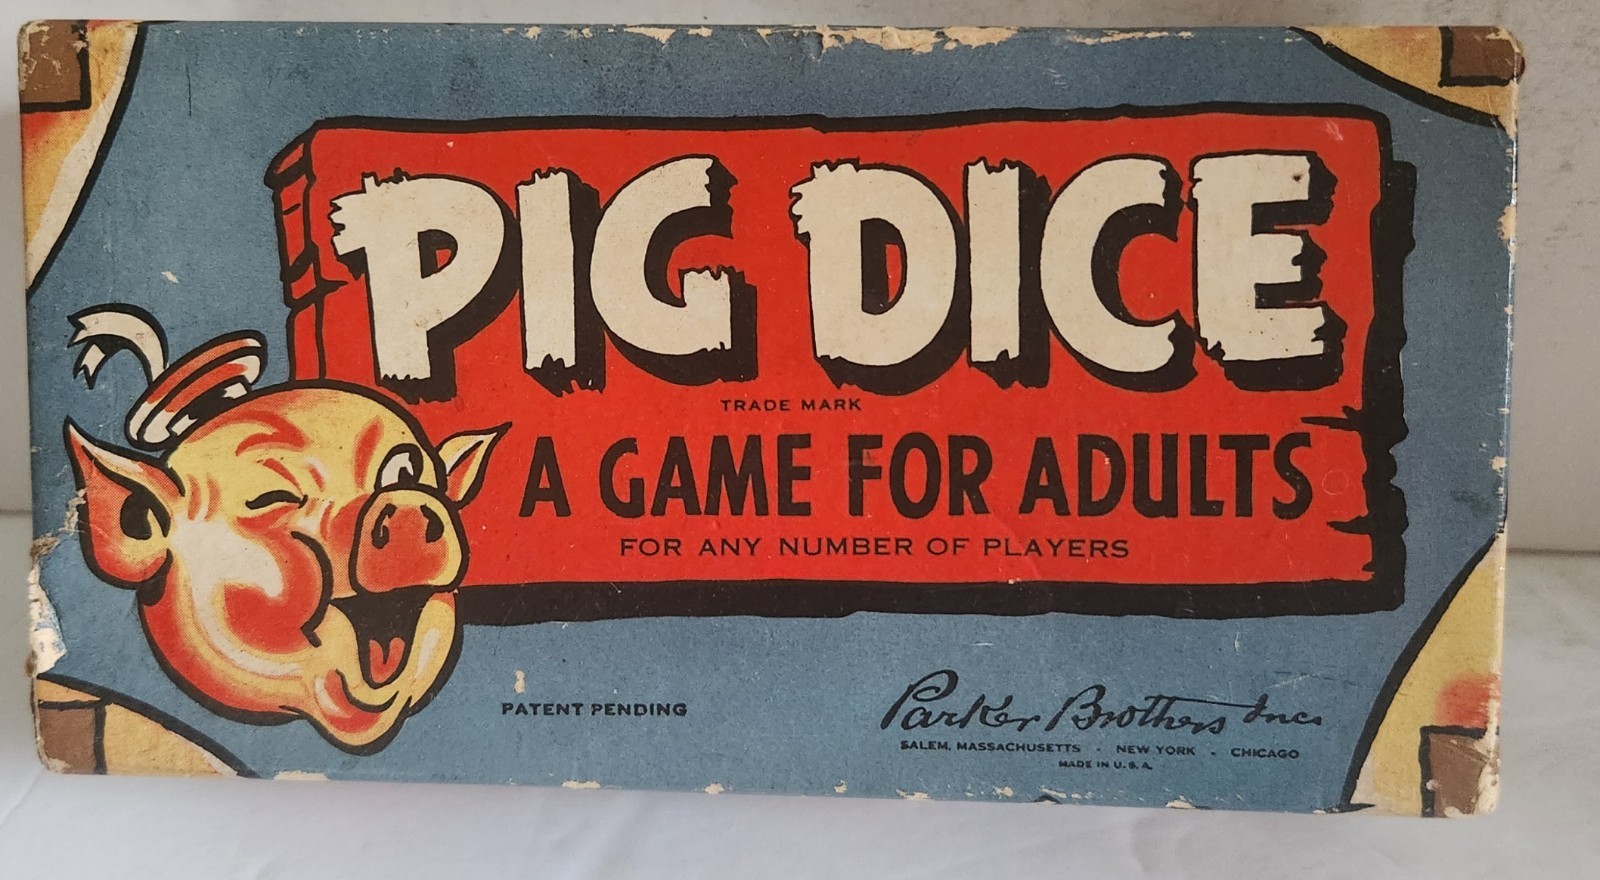 PIG DICE
TRADE MARK
A GAME FOR ADULTS
FOR ANY NUMBER OF PLAYERS
PATENT PENDING
Parker Brothers Inc.
SALEM, MASSACHUSETTS - NEW YORK - CHICAGO
MADE IN U.S.A.